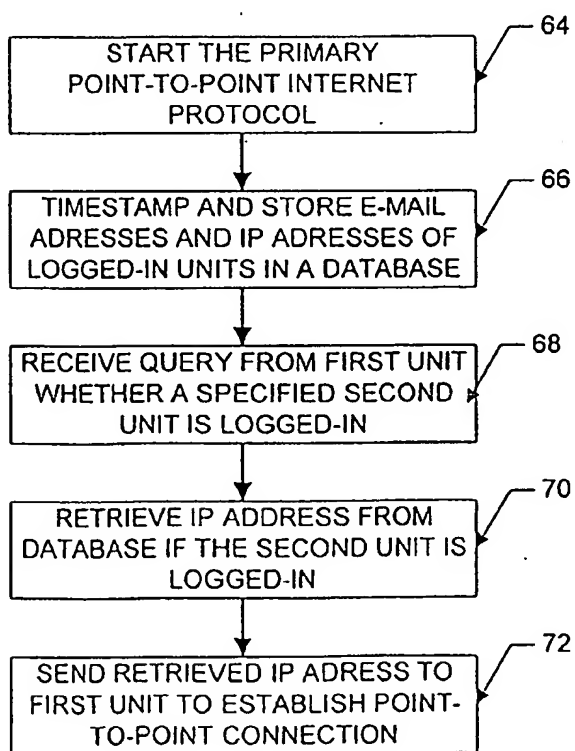 START THE PRIMARY
POINT-TO-POINT INTERNET
PROTOCOL
64
TIMESTAMP AND STORE E-MAIL
ADRESSES AND IP ADRESSES OF
LOGGED-IN UNITS IN A DATABASE
66
RECEIVE QUERY FROM FIRST UNIT
WHETHER A SPECIFIED SECOND
UNIT IS LOGGED-IN
68
RETRIEVE IP ADDRESS FROM
DATABASE IF THE SECOND UNIT IS
LOGGED-IN
70
SEND RETRIEVED IP ADRESS TO
FIRST UNIT TO ESTABLISH POINT-
TO-POINT CONNECTION
72